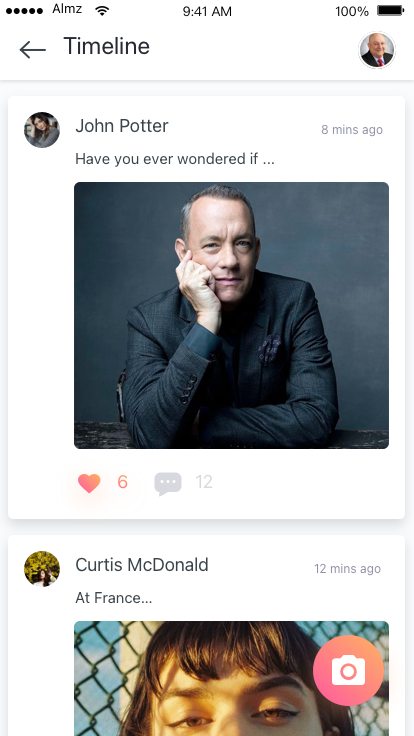 Almz 9:41 AM 100%
Timeline
John Potter 8 mins ago
Have you ever wondered if ...
6 12
Curtis McDonald 12 mins ago
At France...